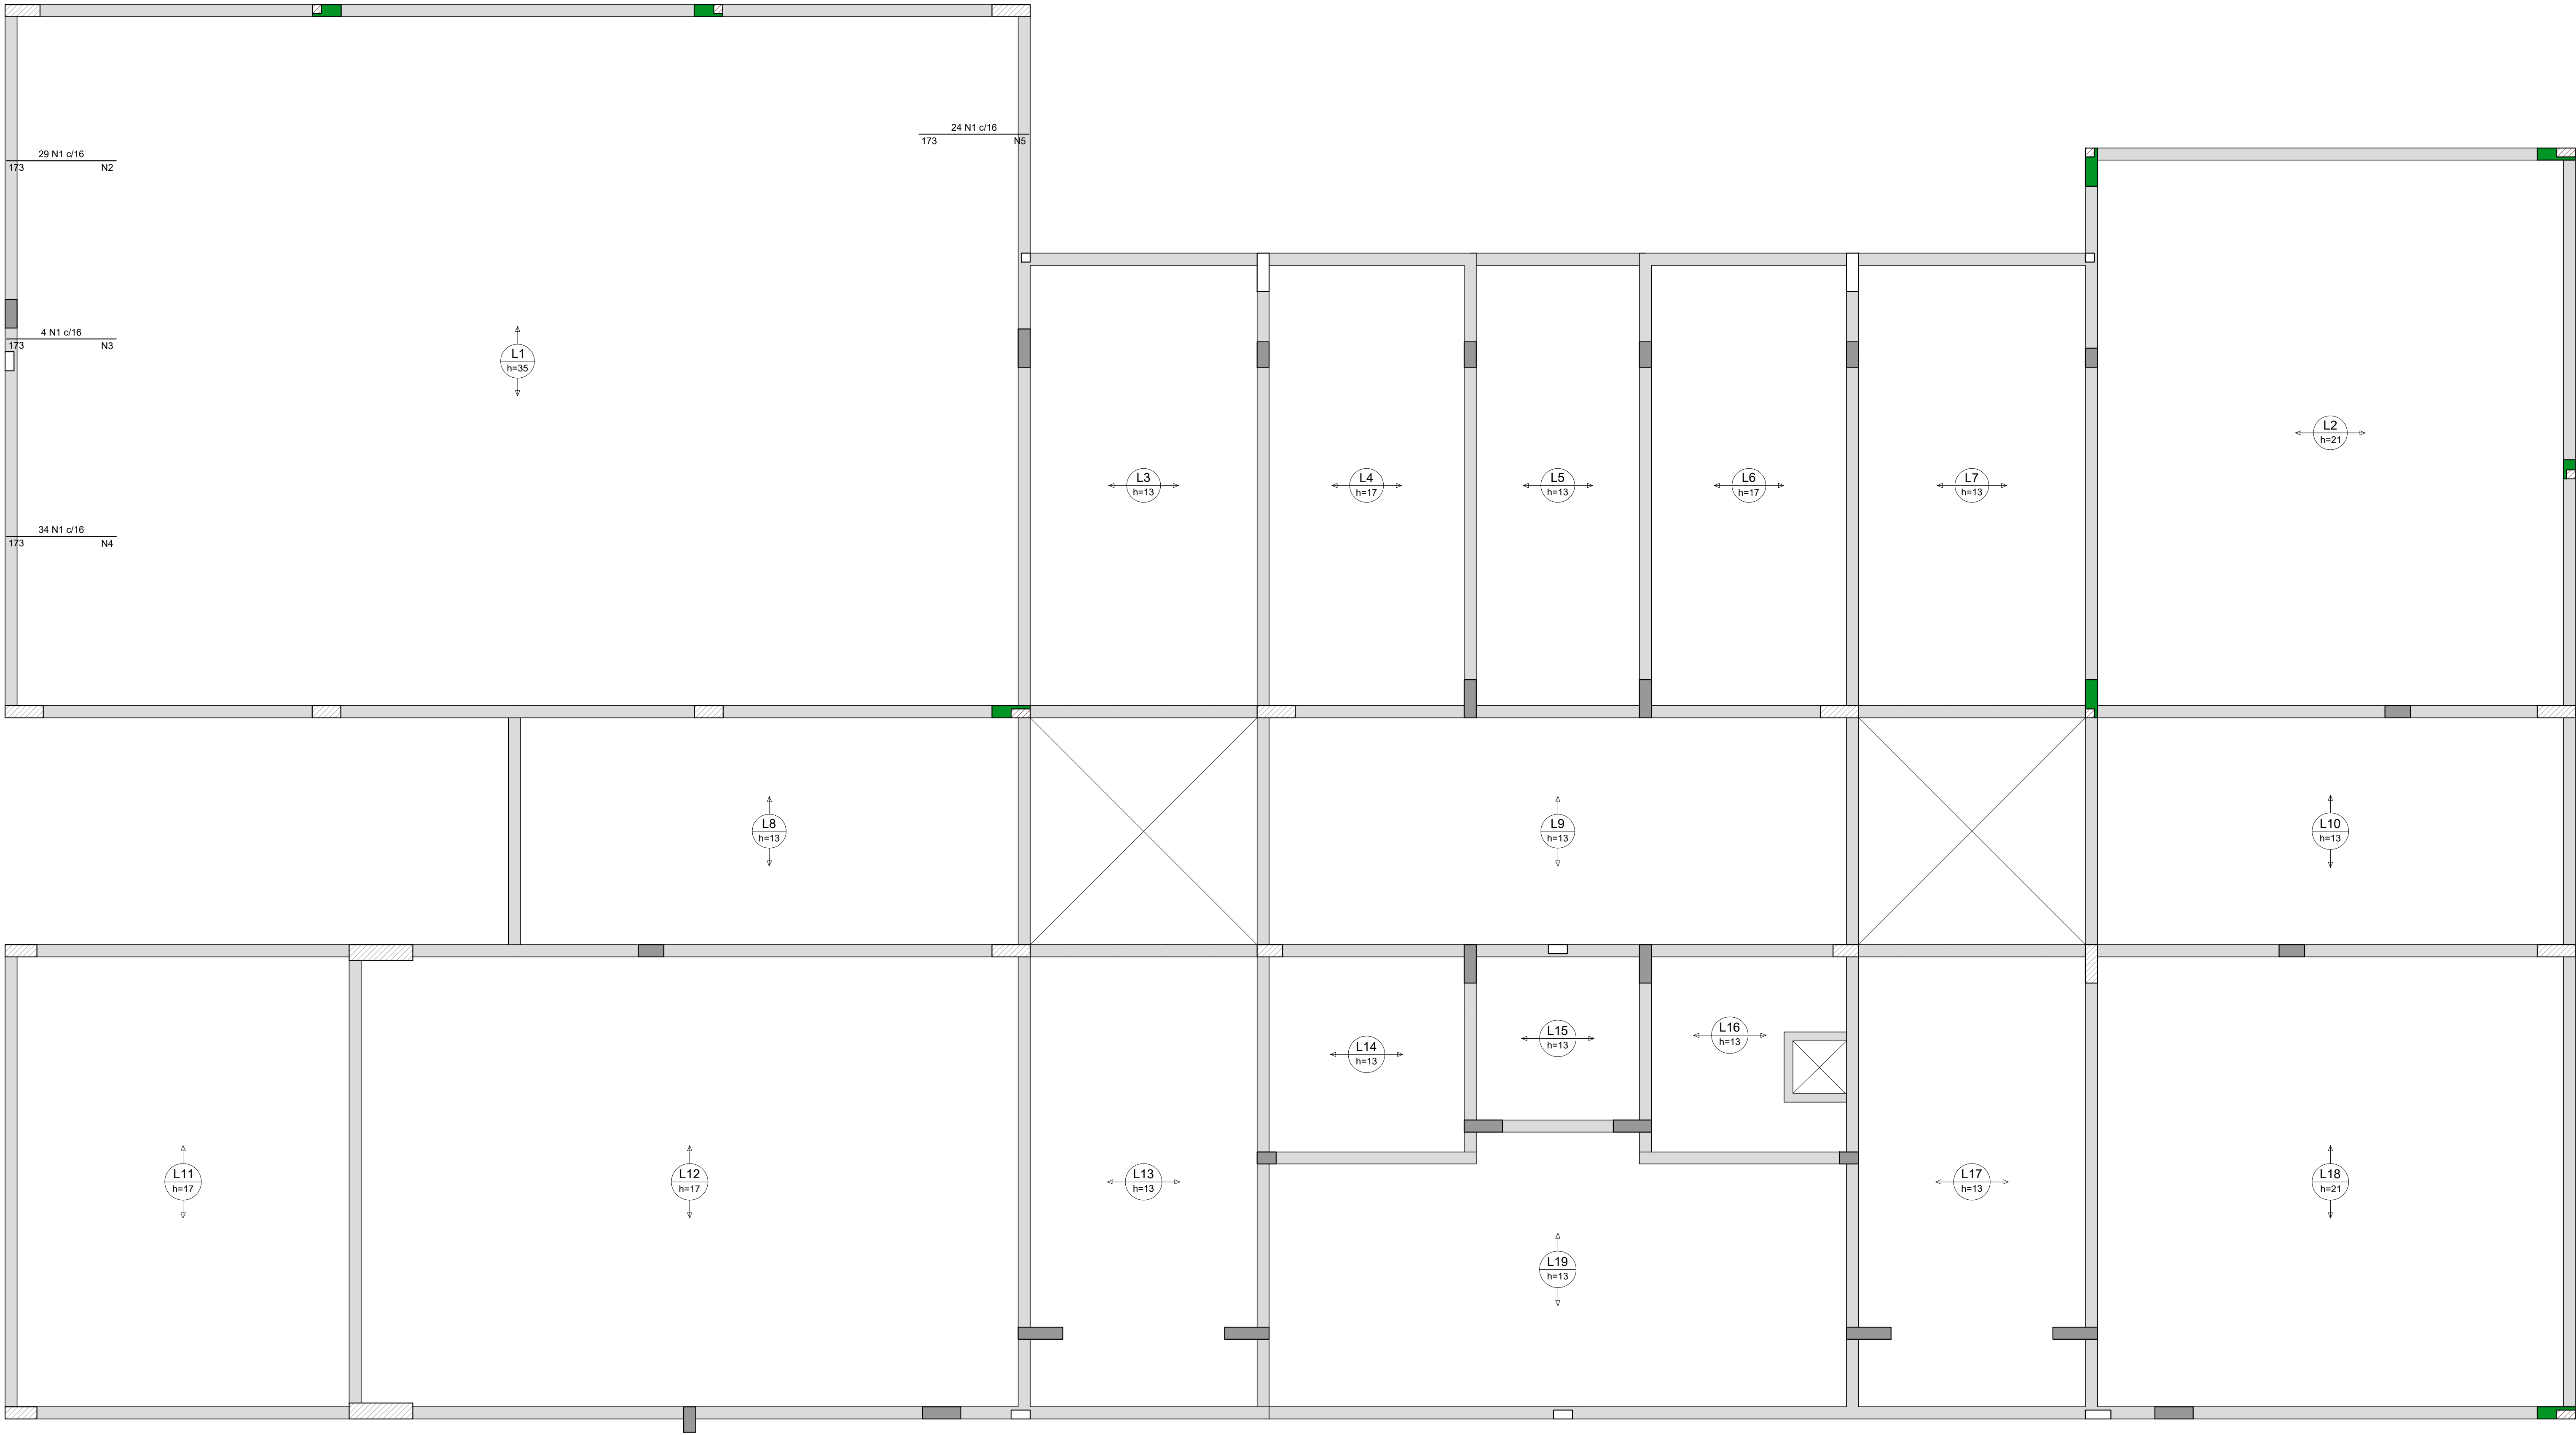 24 N1 c/16
173 N5
29 N1 c/16
173 N2
4 N1 c/16
173 N3
L1
h=35
L2
h=21
L3
h=13
L4
h=17
L5
h=13
L6
h=17
L7
h=13
34 N1 c/16
173 N4
L8
h=13
L9
h=13
L10
h=13
L14
h=13
L15
h=13
L16
h=13
L11
h=17
L12
h=17
L13
h=13
L17
h=13
L18
h=21
L19
h=13